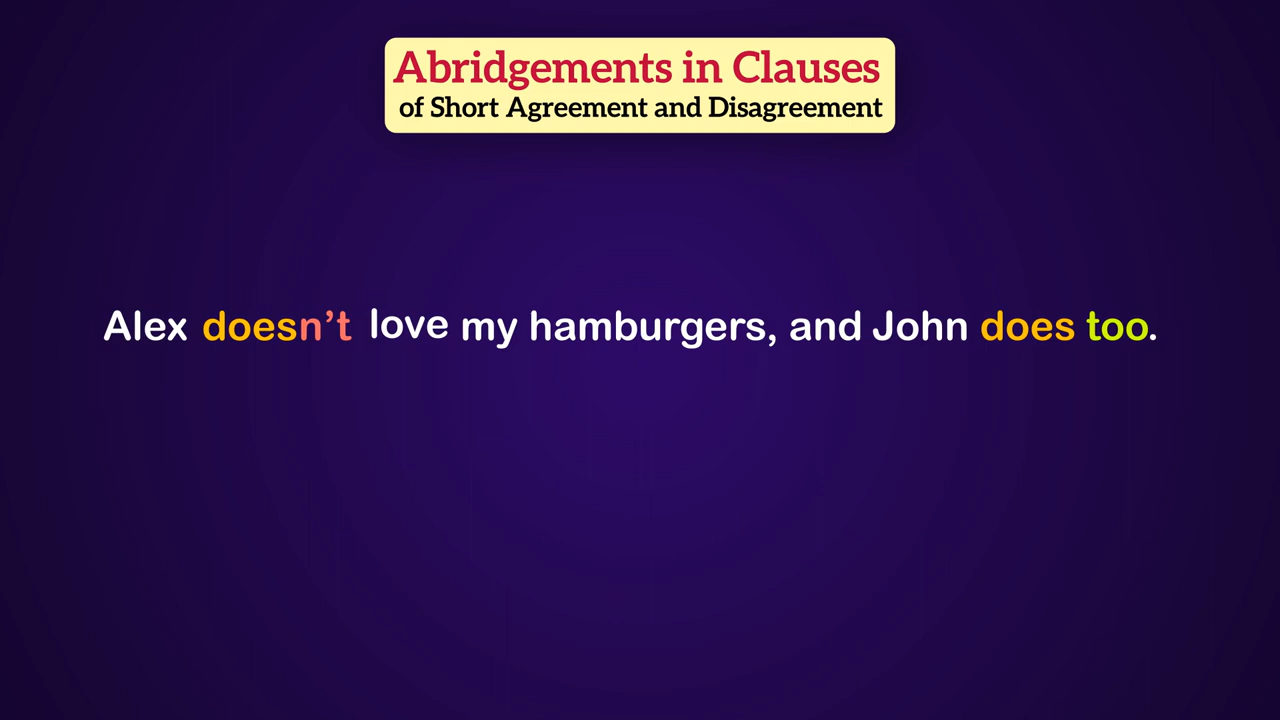 Abridgements in Clauses
of Short Agreement and Disagreement
Alex doesn’t love my hamburgers, and John does too.